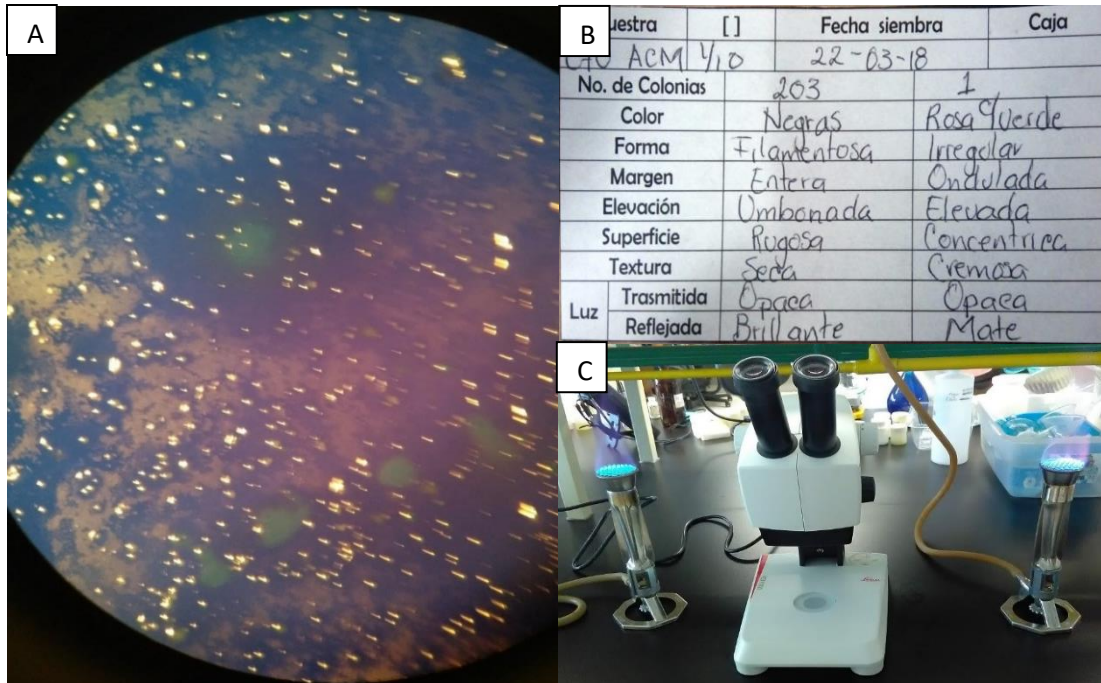 A
B
C
uestra [ ] Fecha siembra Caja
ACM 1/10 22-03-18
No. de Colonias 203 1
Color Negras Rosa y verde
Forma Filamentosa Irregular
Margen Entera Ondulada
Elevación Umbonada Elevada
Superficie Rugosa Concentrica
Textura Seca Cremosa
Luz Trasmitida Opaca Opaca
Reflejada Brillante Mate
Leica